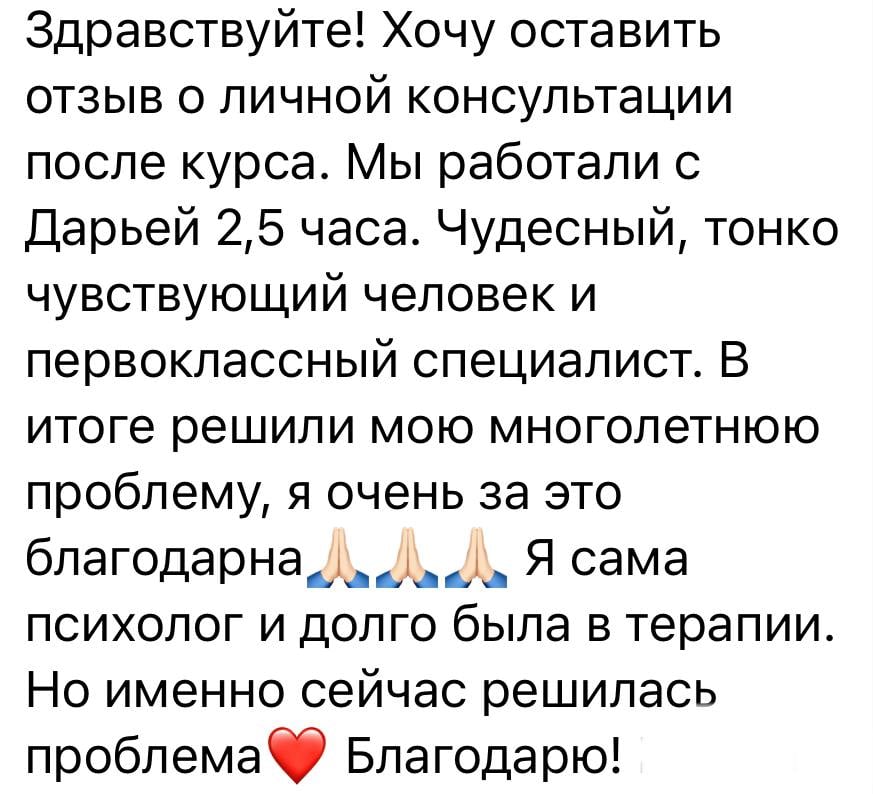 Здравствуйте! Хочу оставить
отзыв о личной консультации
после курса. Мы работали с
Дарьей 2,5 часа. Чудесный, тонко
чувствующий человек и
первоклассный специалист. В
итоге решили мою многолетнюю
проблему, я очень за это
благодарна🙏🏻🙏🏻🙏🏻 Я сама
психолог и долго была в терапии.
Но именно сейчас решилась
проблема❤️ Благодарю!